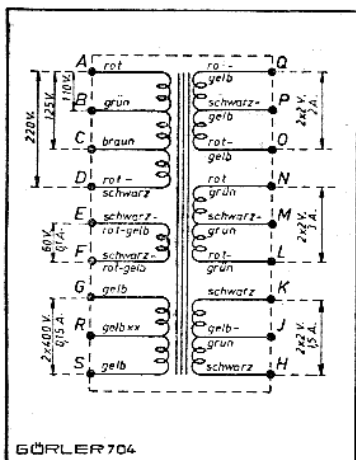 A rot
rot- gelb Q
B grün
schwarz- gelb P
C braun
rot- gelb O
D rot- schwarz
rot grün N
E schwarz- rot-gelb
schwarz- grün M
F schwarz- rot-gelb
rot- grün L
G gelb
schwarz K
R gelb xx
gelb- grün J
S gelb
schwarz H
220V.
125V.
110V.
60V. 0,1A.
2x400V. 0,15A.
2x2V. 2A.
2x2V.
2x2V. 1,5A.
GÖRLER 704